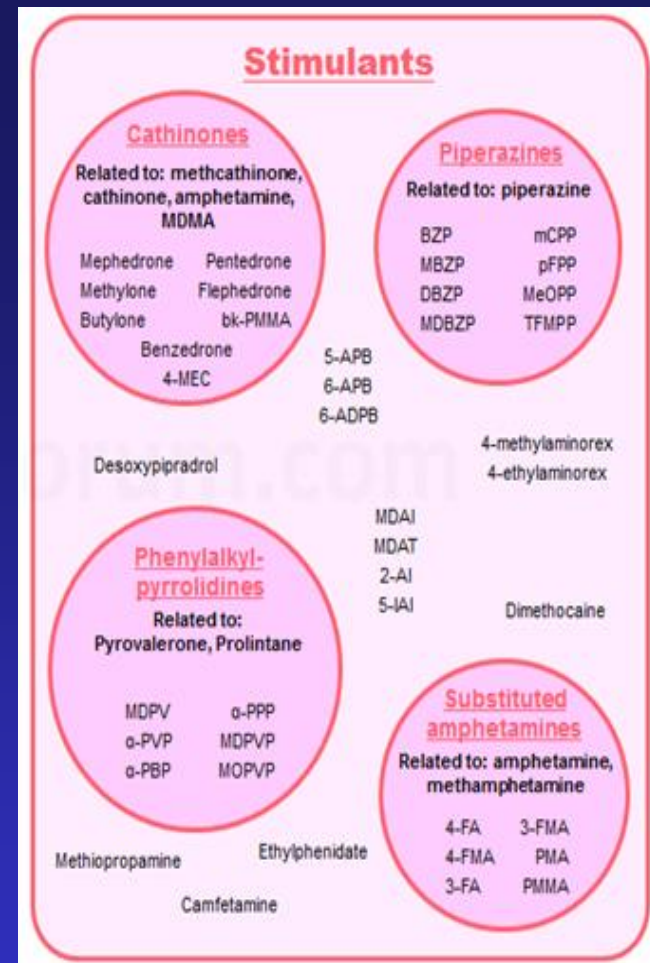 Stimulants
Cathinones
Related to: methcathinone,
cathinone, amphetamine,
MDMA
Mephedrone Pentedrone
Methylone Flephedrone
Butylone bk-PMMA
Benzedrone
4-MEC
Piperazines
Related to: piperazine
BZP mCPP
MBZP pFPP
DBZP MeOPP
MDBZP TFMPP
5-APB
6-APB
6-ADPB
4-methylaminorex
4-ethylaminorex
Desoxypipradrol
orum.com
MDAI
MDAT
2-AI
5-IAI
Dimethocaine
Phenylalkyl-
pyrrolidines
Related to:
Pyrovalerone, Prolintane
MDPV α-PPP
α-PVP MDPVP
α-PBP MOPVP
Substituted
amphetamines
Related to: amphetamine,
methamphetamine
4-FA 3-FMA
4-FMA PMA
3-FA PMMA
Methiopropamine
Ethylphenidate
Camfetamine